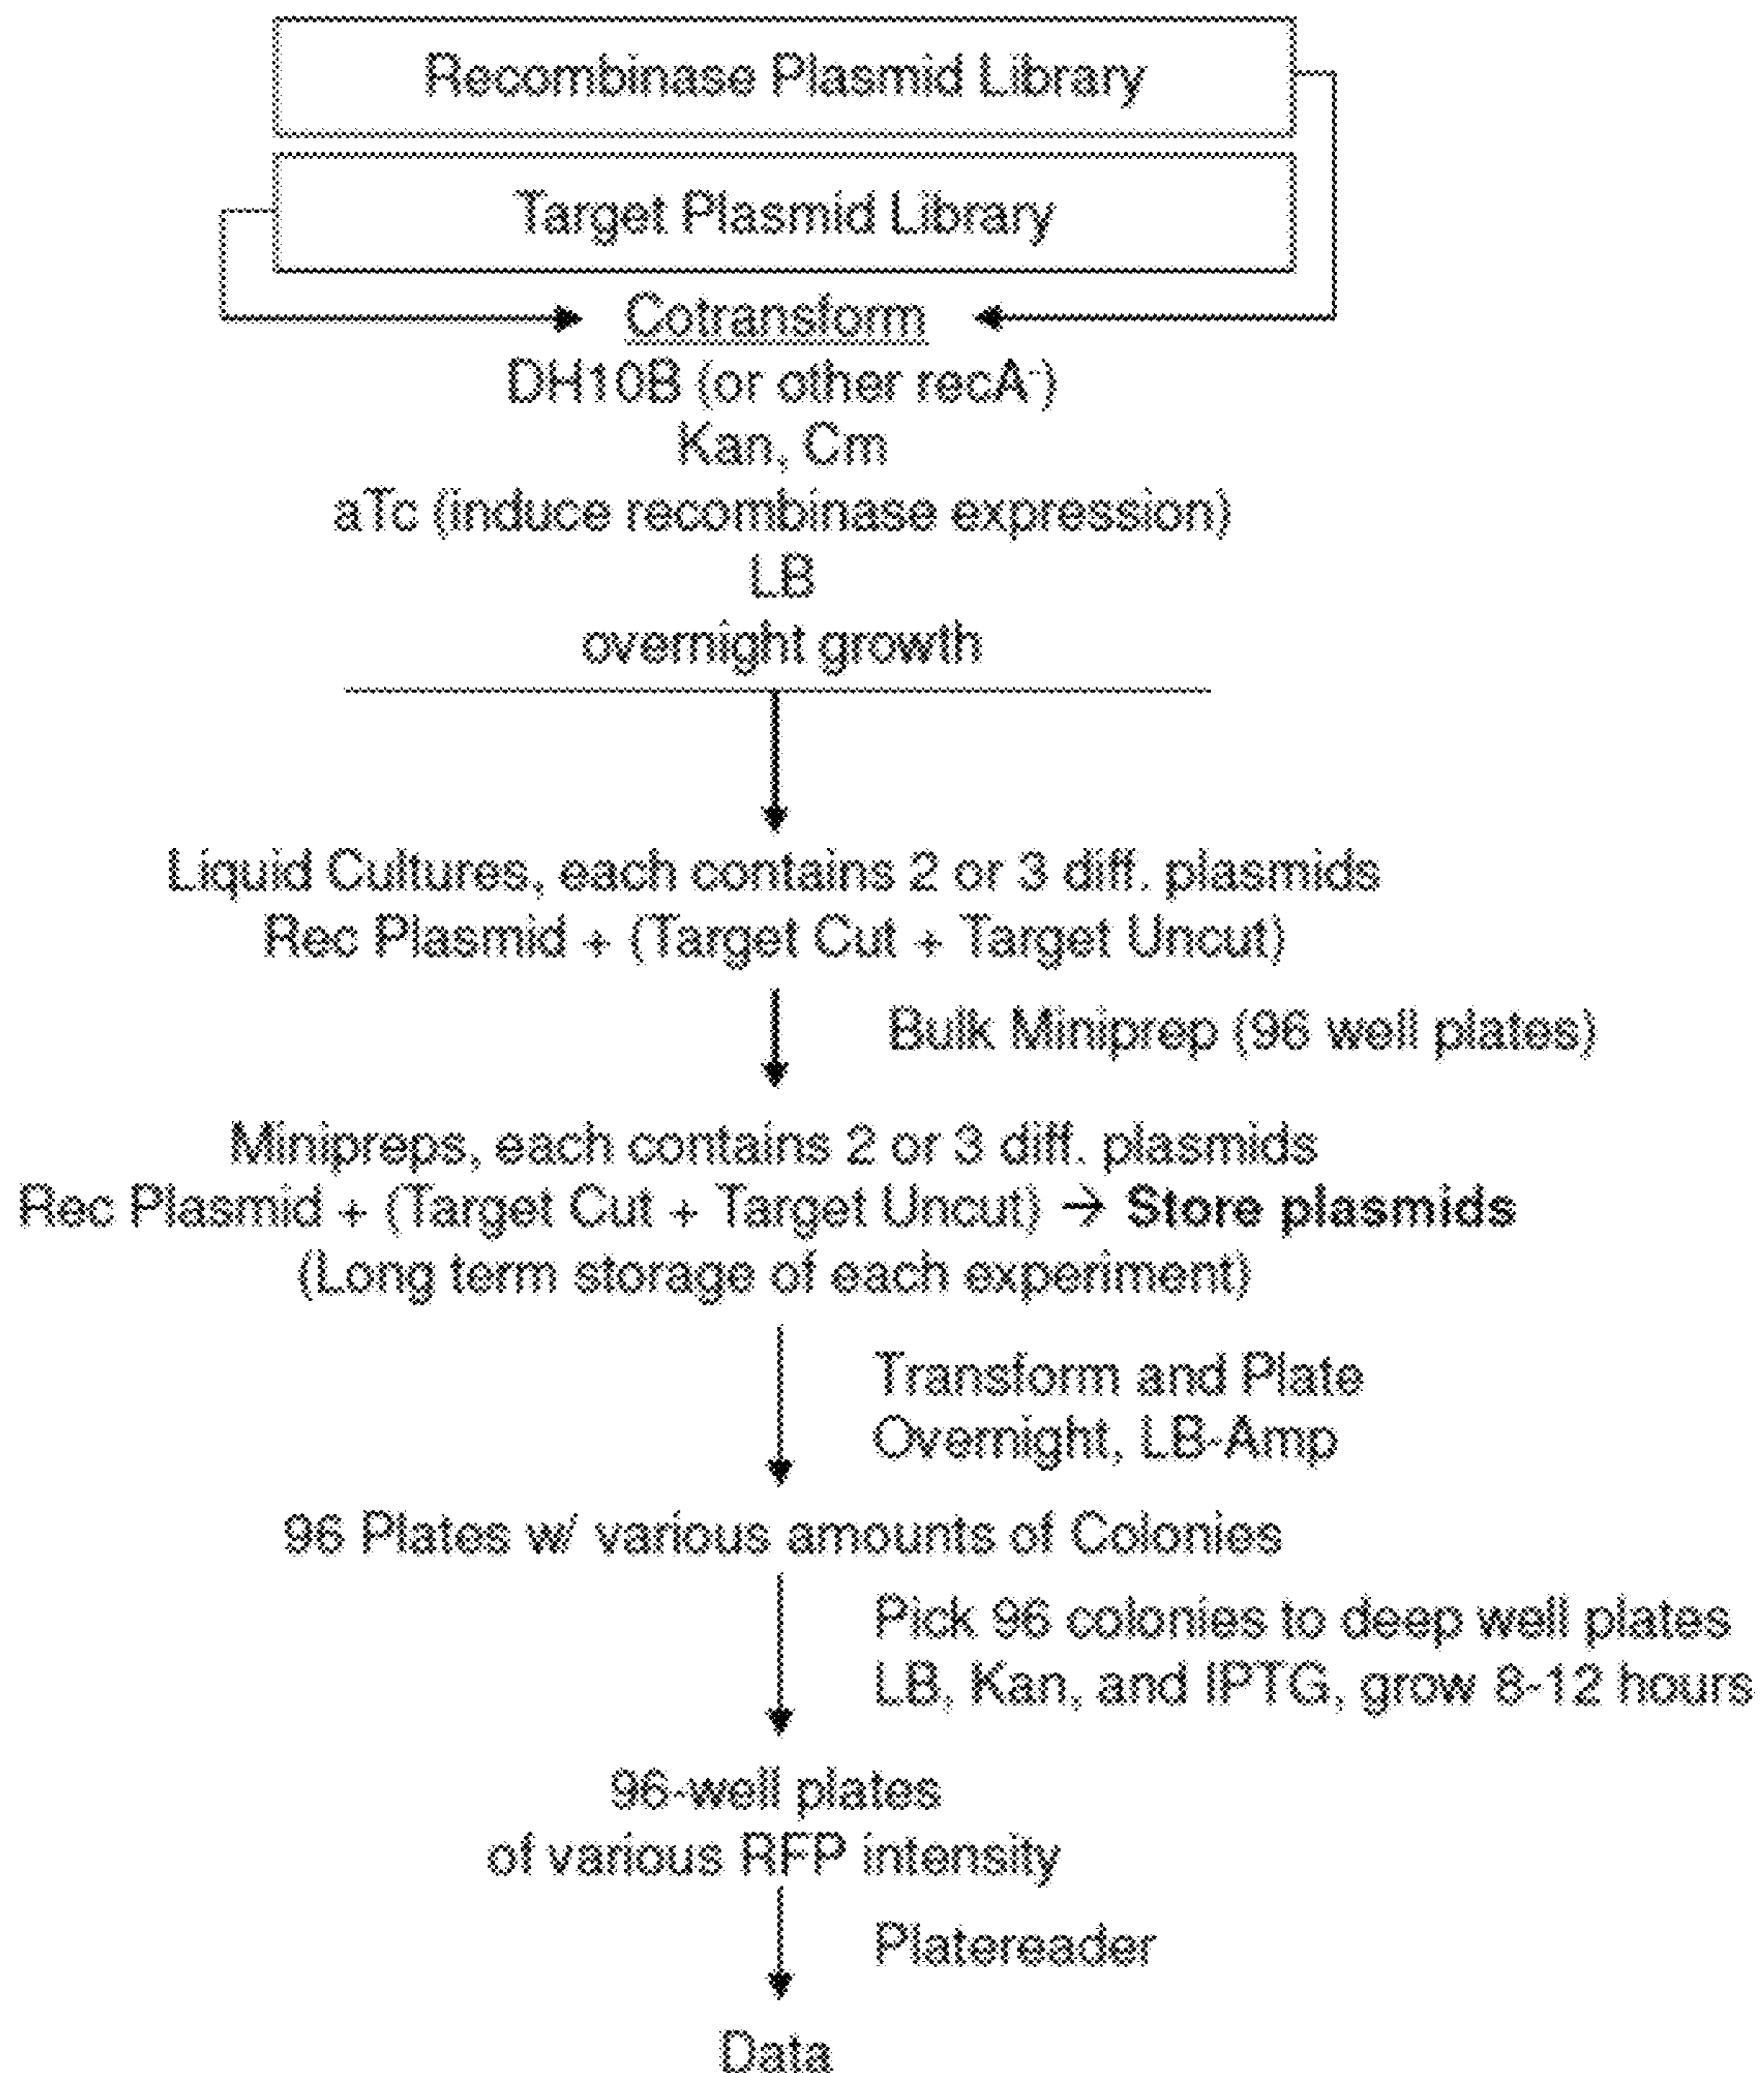 Recombinase Plasmid Library
Target Plasmid Library
Cotransform
DH10B (or other recA⁻)
Kan, Cm
aTc (induce recombinase expression)
LB
overnight growth
Liquid Cultures, each contains 2 or 3 diff. plasmids
Rec Plasmid + (Target Cut + Target Uncut)
Bulk Miniprep (96 well plates)
Minipreps, each contains 2 or 3 diff. plasmids
Rec Plasmid + (Target Cut + Target Uncut) → Store plasmids
(Long term storage of each experiment)
Transform and Plate
Overnight, LB-Amp
96 Plates w/ various amounts of Colonies
Pick 96 colonies to deep well plates
LB, Kan, and IPTG, grow 8-12 hours
96-well plates
of various RFP intensity
Platereader
Data